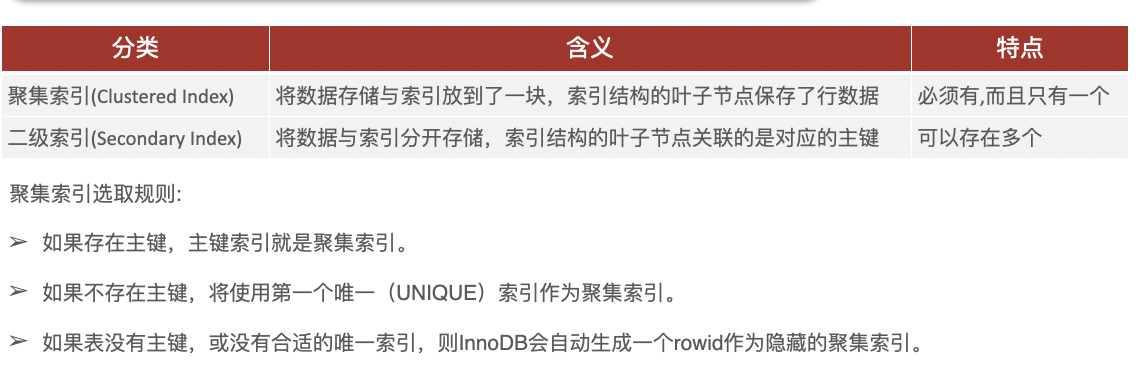 分类 含义 特点
聚集索引(Clustered Index) 将数据存储与索引放到了一块，索引结构的叶子节点保存了行数据 必须有,而且只有一个
二级索引(Secondary Index) 将数据与索引分开存储，索引结构的叶子节点关联的是对应的主键 可以存在多个
聚集索引选取规则:
➢ 如果存在主键，主键索引就是聚集索引。
➢ 如果不存在主键，将使用第一个唯一（UNIQUE）索引作为聚集索引。
➢ 如果表没有主键，或没有合适的唯一索引，则InnoDB会自动生成一个rowid作为隐藏的聚集索引。